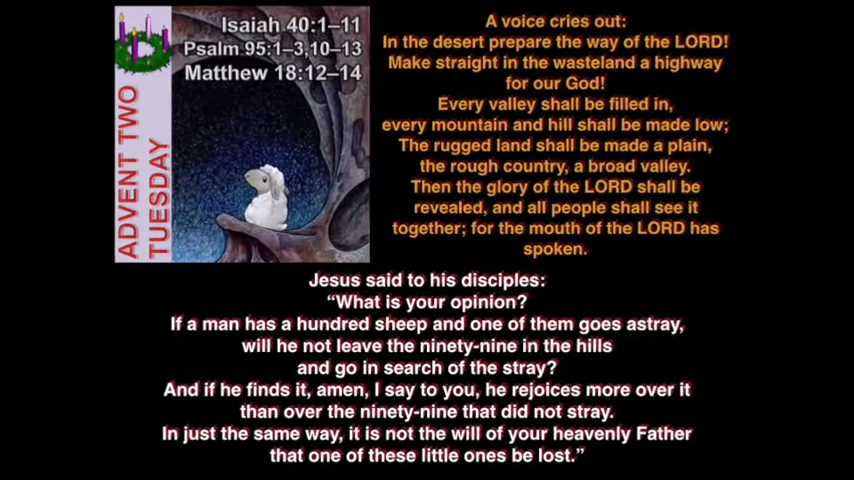 ADVENT TWO
TUESDAY
Isaiah 40:1–11
Psalm 95:1–3,10–13
Matthew 18:12–14
A voice cries out:
In the desert prepare the way of the LORD!
Make straight in the wasteland a highway
for our God!
Every valley shall be filled in,
every mountain and hill shall be made low;
The rugged land shall be made a plain,
the rough country, a broad valley.
Then the glory of the LORD shall be
revealed, and all people shall see it
together; for the mouth of the LORD has
spoken.
Jesus said to his disciples:
“What is your opinion?
If a man has a hundred sheep and one of them goes astray,
will he not leave the ninety-nine in the hills
and go in search of the stray?
And if he finds it, amen, I say to you, he rejoices more over it
than over the ninety-nine that did not stray.
In just the same way, it is not the will of your heavenly Father
that one of these little ones be lost.”